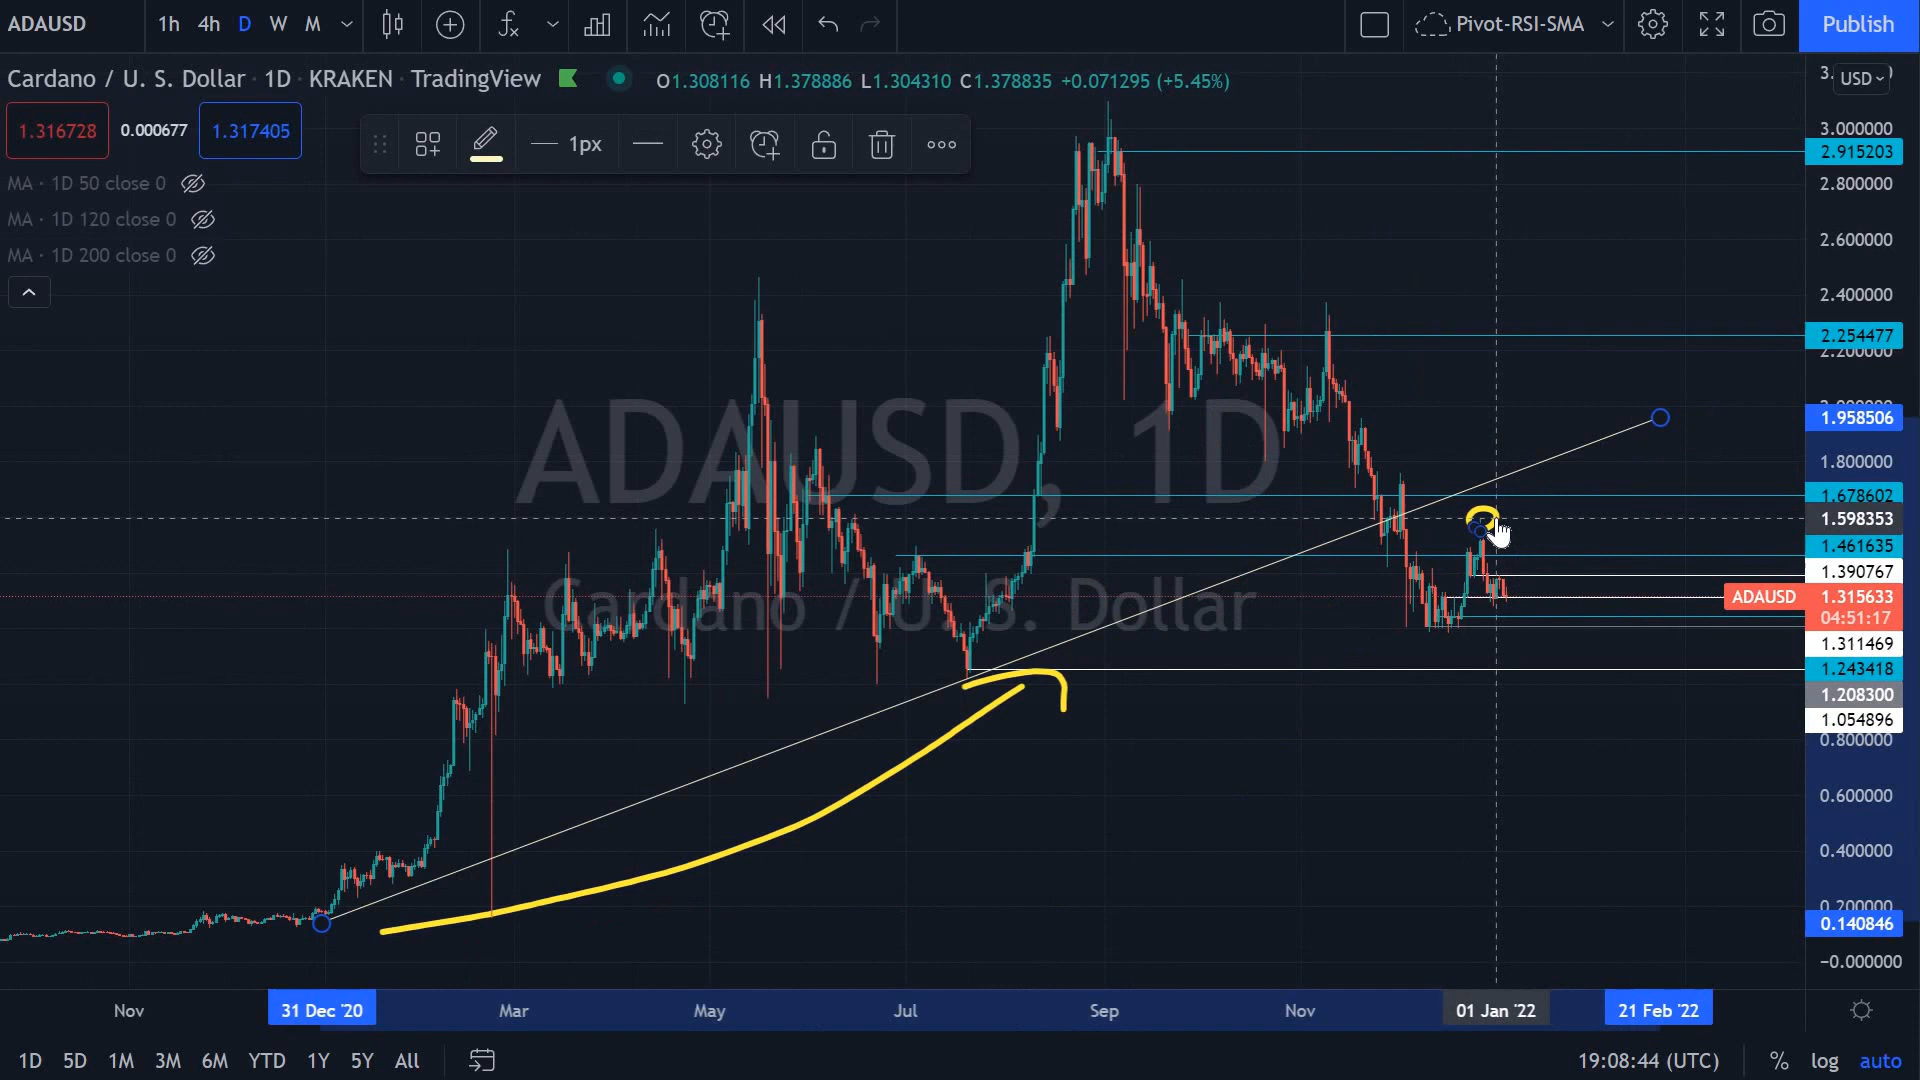 ADAUSD 1h 4h D W M Pivot-RSI-SMA Publish
Cardano / U. S. Dollar · 1D · KRAKEN · TradingView O1.308116 H1.378886 L1.304310 C1.378835 +0.071295 (+5.45%)
USD
1.316728 0.000677 1.317405
1px
MA · 1D 50 close 0
MA · 1D 120 close 0
MA · 1D 200 close 0
ADAUSD, 1D
Cardano / U. S. Dollar
3.000000
2.915203
2.800000
2.600000
2.400000
2.254477
2.200000
1.958506
1.800000
1.678602
1.598353
1.461635
1.390767
ADAUSD 1.315633
04:51:17
1.311469
1.243418
1.208300
1.054896
0.800000
0.600000
0.400000
0.200000
0.140846
−0.000000
Nov 31 Dec '20 Mar May Jul Sep Nov 01 Jan '22 21 Feb '22
1D 5D 1M 3M 6M YTD 1Y 5Y All 19:08:44 (UTC) % log auto